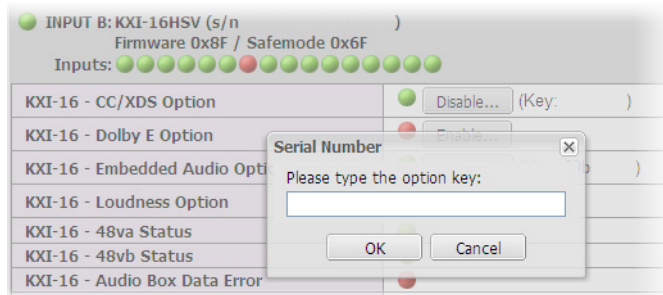 INPUT B: KXI-16HSV (s/n )
Firmware 0x8F / Safemode 0x6F
Inputs:
KXI-16 - CC/XDS Option Disable... (Key: )
KXI-16 - Dolby E Option Enable...
Serial Number
KXI-16 - Embedded Audio Opti )
Please type the option key:
KXI-16 - Loudness Option
KXI-16 - 48va Status
OK Cancel
KXI-16 - 48vb Status
KXI-16 - Audio Box Data Error